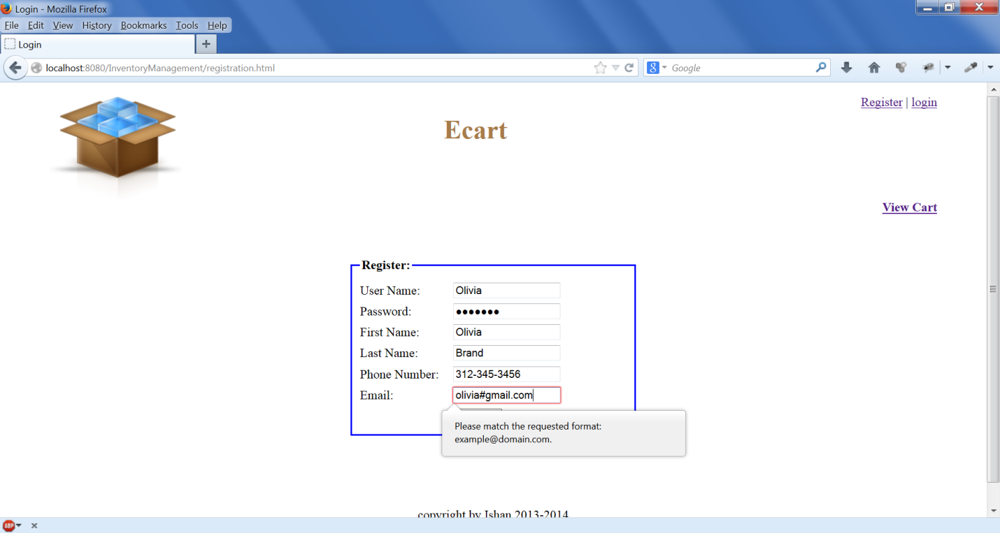 Login - Mozilla Firefox
File Edit View History Bookmarks Tools Help
Login
localhost:8080/InventoryManagement/registration.html
8 Google
Register | login
Ecart
View Cart
Register:
User Name: Olivia
Password: ●●●●●●●
First Name: Olivia
Last Name: Brand
Phone Number: 312-345-3456
Email: olivia#gmail.com
Please match the requested format:
example@domain.com.
copyright by Ishan 2013-2014
ABP